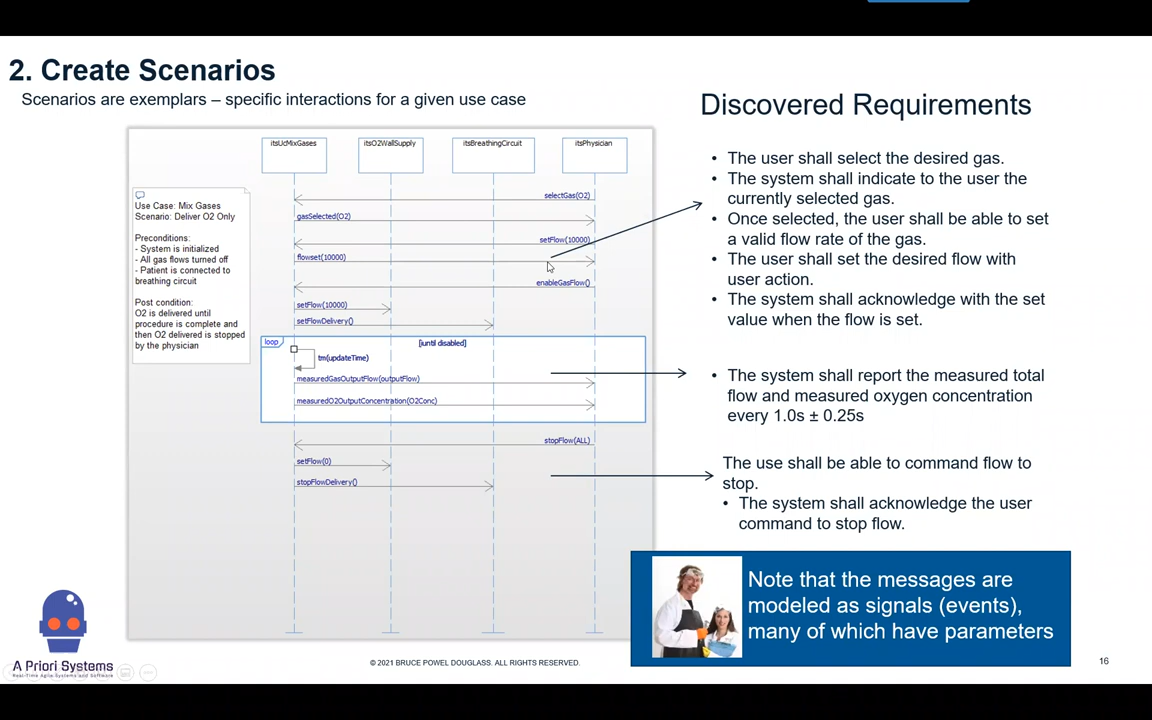 2. Create Scenarios
Scenarios are exemplars – specific interactions for a given use case
Discovered Requirements
itsUcMixGases
itsO2WallSupply
itsBreathingCircuit
itsPhysician
Use Case: Mix Gases
Scenario: Deliver O2 Only
Preconditions:
- System is initialized
- All gas flows turned off
- Patient is connected to
breathing circuit
Post condition:
O2 is delivered until
procedure is complete and
then O2 delivered is stopped
by the physician
selectGas(O2)
gasSelected(O2)
setFlow(10000)
flowset(10000)
enableGasFlow()
setFlow(10000)
setFlowDelivery()
loop
[iuntil disabled]
tm(updateTime)
measuredGasOutputFlow(outputFlow)
measuredO2OutputConcentration(O2Conc)
stopFlow(ALL)
setFlow(0)
stopFlowDelivery()
• The user shall select the desired gas.
• The system shall indicate to the user the
currently selected gas.
• Once selected, the user shall be able to set
a valid flow rate of the gas.
• The user shall set the desired flow with
user action.
• The system shall acknowledge with the set
value when the flow is set.
• The system shall report the measured total
flow and measured oxygen concentration
every 1.0s ± 0.25s
The use shall be able to command flow to
stop.
• The system shall acknowledge the user
command to stop flow.
Note that the messages are
modeled as signals (events),
many of which have parameters
A Priori Systems
Real-Time Agile Systems and Software
© 2021 BRUCE POWEL DOUGLASS. ALL RIGHTS RESERVED.
16